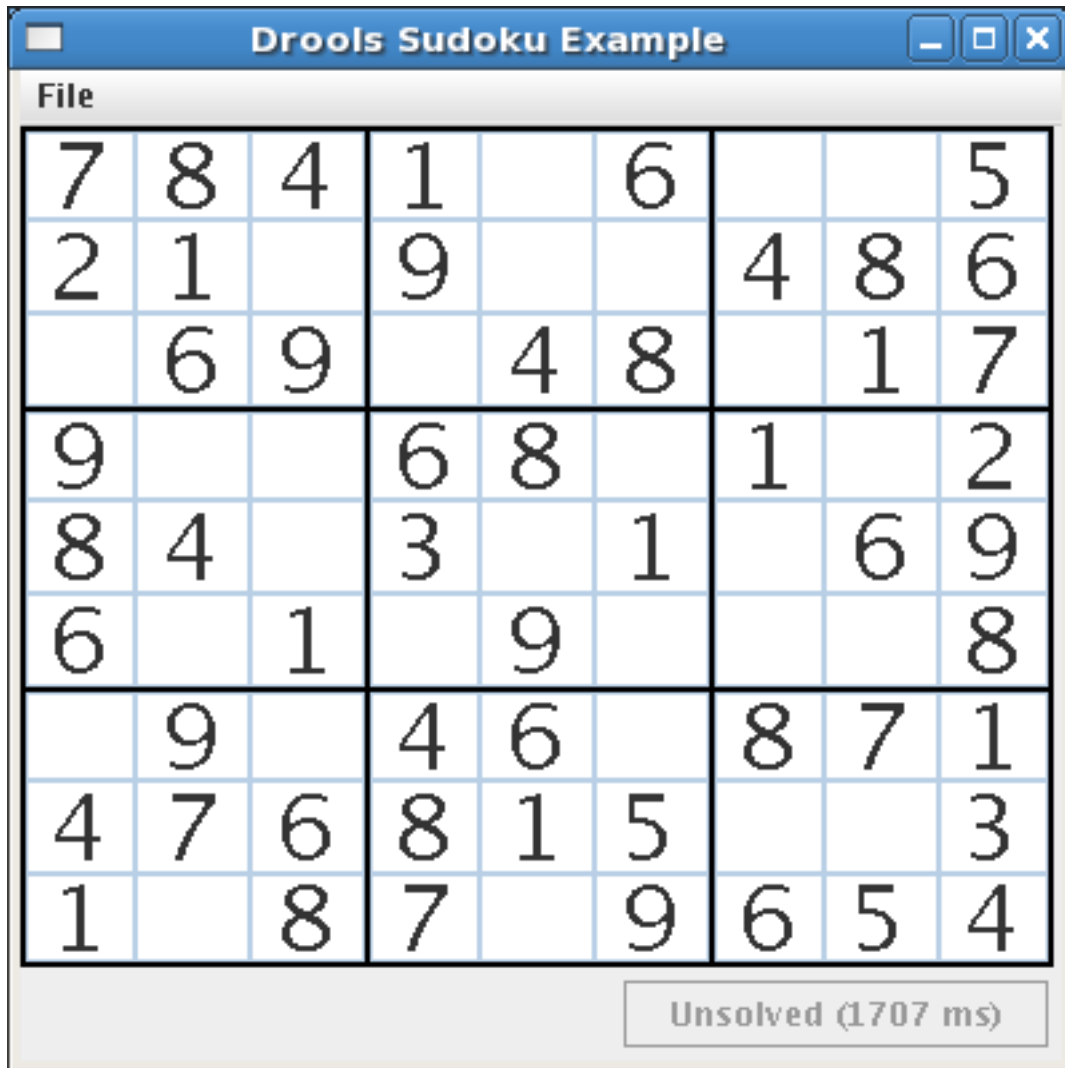 Drools Sudoku Example
File
7 8 4 1 6 5
2 1 9 4 8 6
6 9 4 8 1 7
9 6 8 1 2
8 4 3 1 6 9
6 1 9 8
9 4 6 8 7 1
4 7 6 8 1 5 3
1 8 7 9 6 5 4
Unsolved (1707 ms)